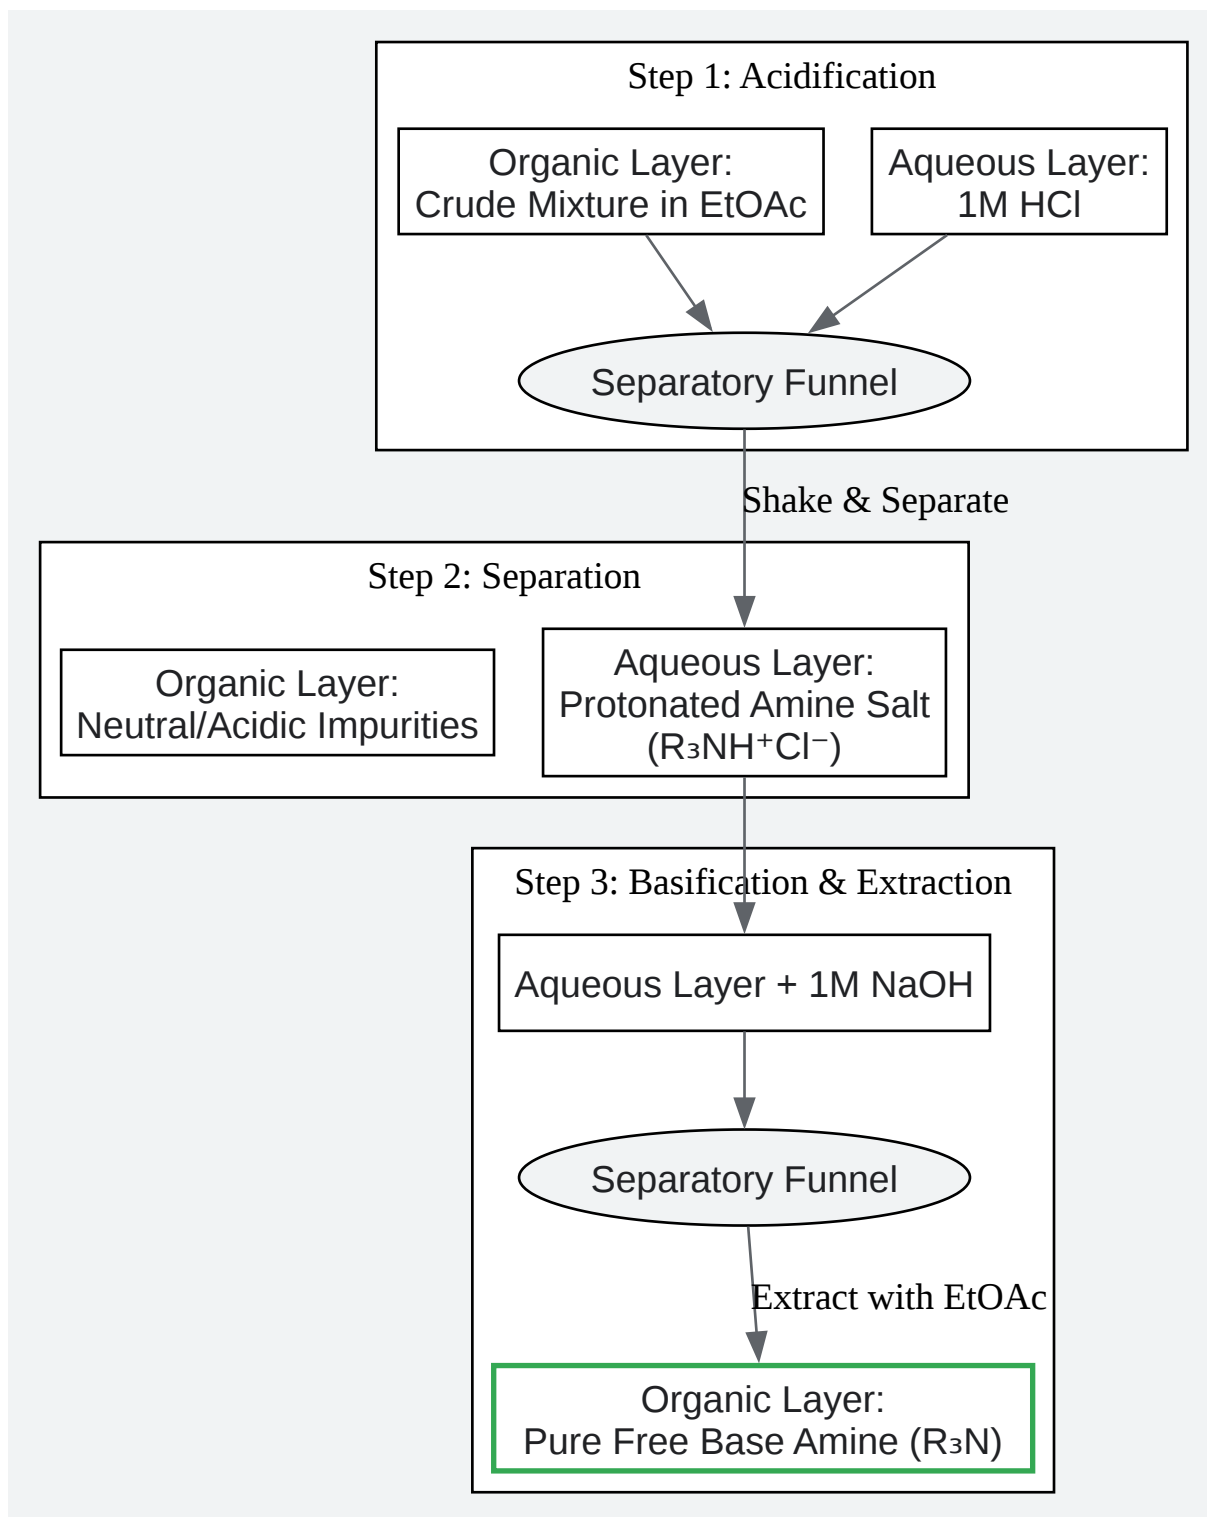 Step 1: Acidification
Organic Layer:
Crude Mixture in EtOAc
Aqueous Layer:
1M HCl
Separatory Funnel
Shake & Separate
Step 2: Separation
Organic Layer:
Neutral/Acidic Impurities
Aqueous Layer:
Protonated Amine Salt
(R₃NH⁺Cl⁻)
Step 3: Basification & Extraction
Aqueous Layer + 1M NaOH
Separatory Funnel
Extract with EtOAc
Organic Layer:
Pure Free Base Amine (R₃N)